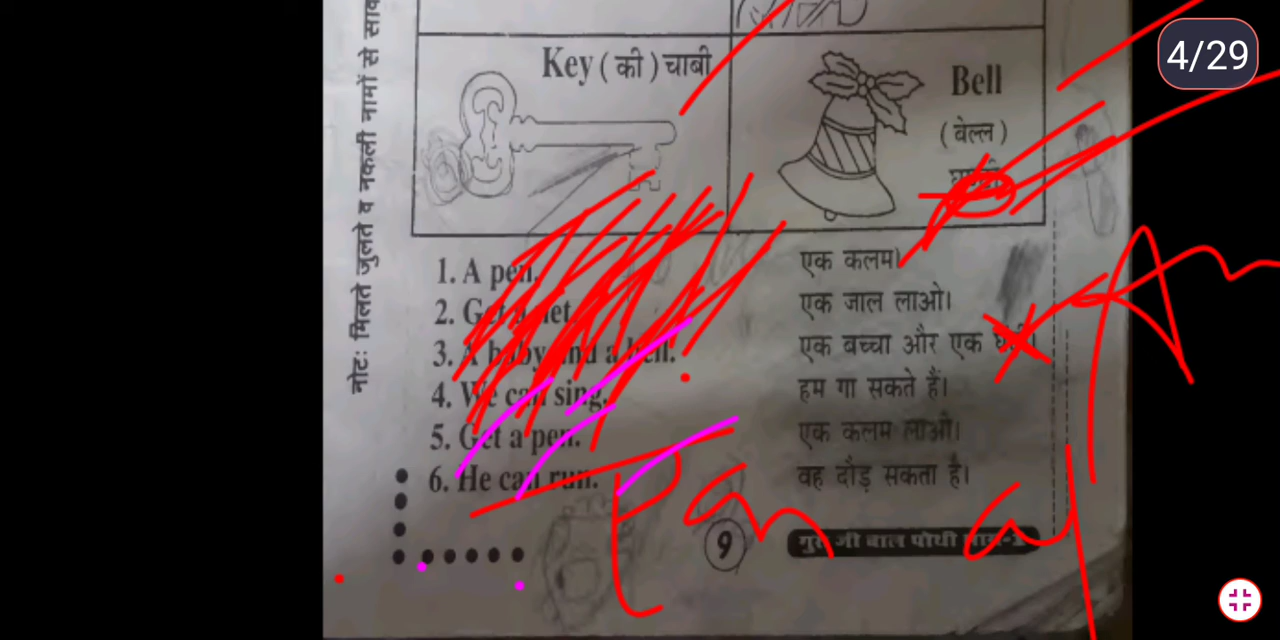 4/29
Key (की) चाबी
Bell
(बेल्ल)
घण्टी
नोटः मिलते जुलते व नकली नामों से
1. A pen. एक कलम।
2. Get a net एक जाल लाओ।
3. A baby and a bell. एक बच्चा और एक
4. We can sing. हम गा सकते हैं।
5. Get a pen. एक कलम लाओ।
6. He can run. वह दौड़ सकता है।
9
गुरु जी बाल पोथी भाग-